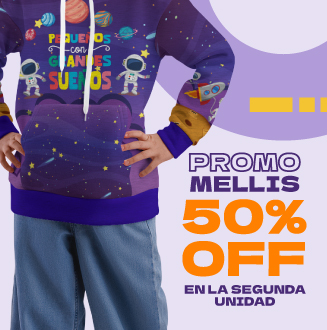 PEQUEÑOS
con
GRANDES
SUEÑOS
PROMO
MELLIS
50%
OFF
EN LA SEGUNDA
UNIDAD